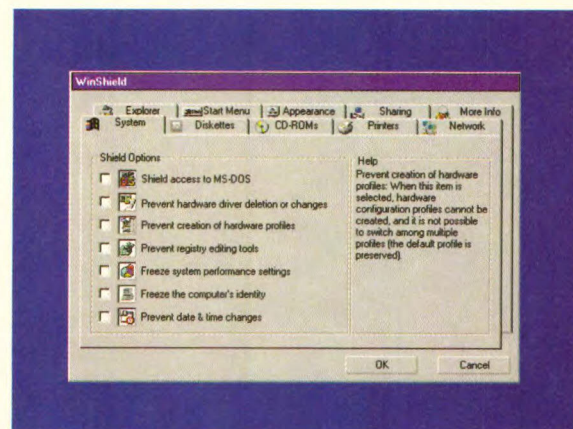 WinShield
Explorer
Start Menu
Appearance
Sharing
More Info
System
Diskettes
CD-ROMs
Printers
Network
Shield Options
Shield access to MS-DOS
Prevent hardware driver deletion or changes
Prevent creation of hardware profiles
Prevent registry editing tools
Freeze system performance settings
Freeze the computer's identity
Prevent date & time changes
Help
Prevent creation of hardware
profiles: When this item is
selected, hardware
configuration profiles cannot be
created, and it is not possible
to switch among multiple
profiles (the default profile is
preserved).
OK
Cancel